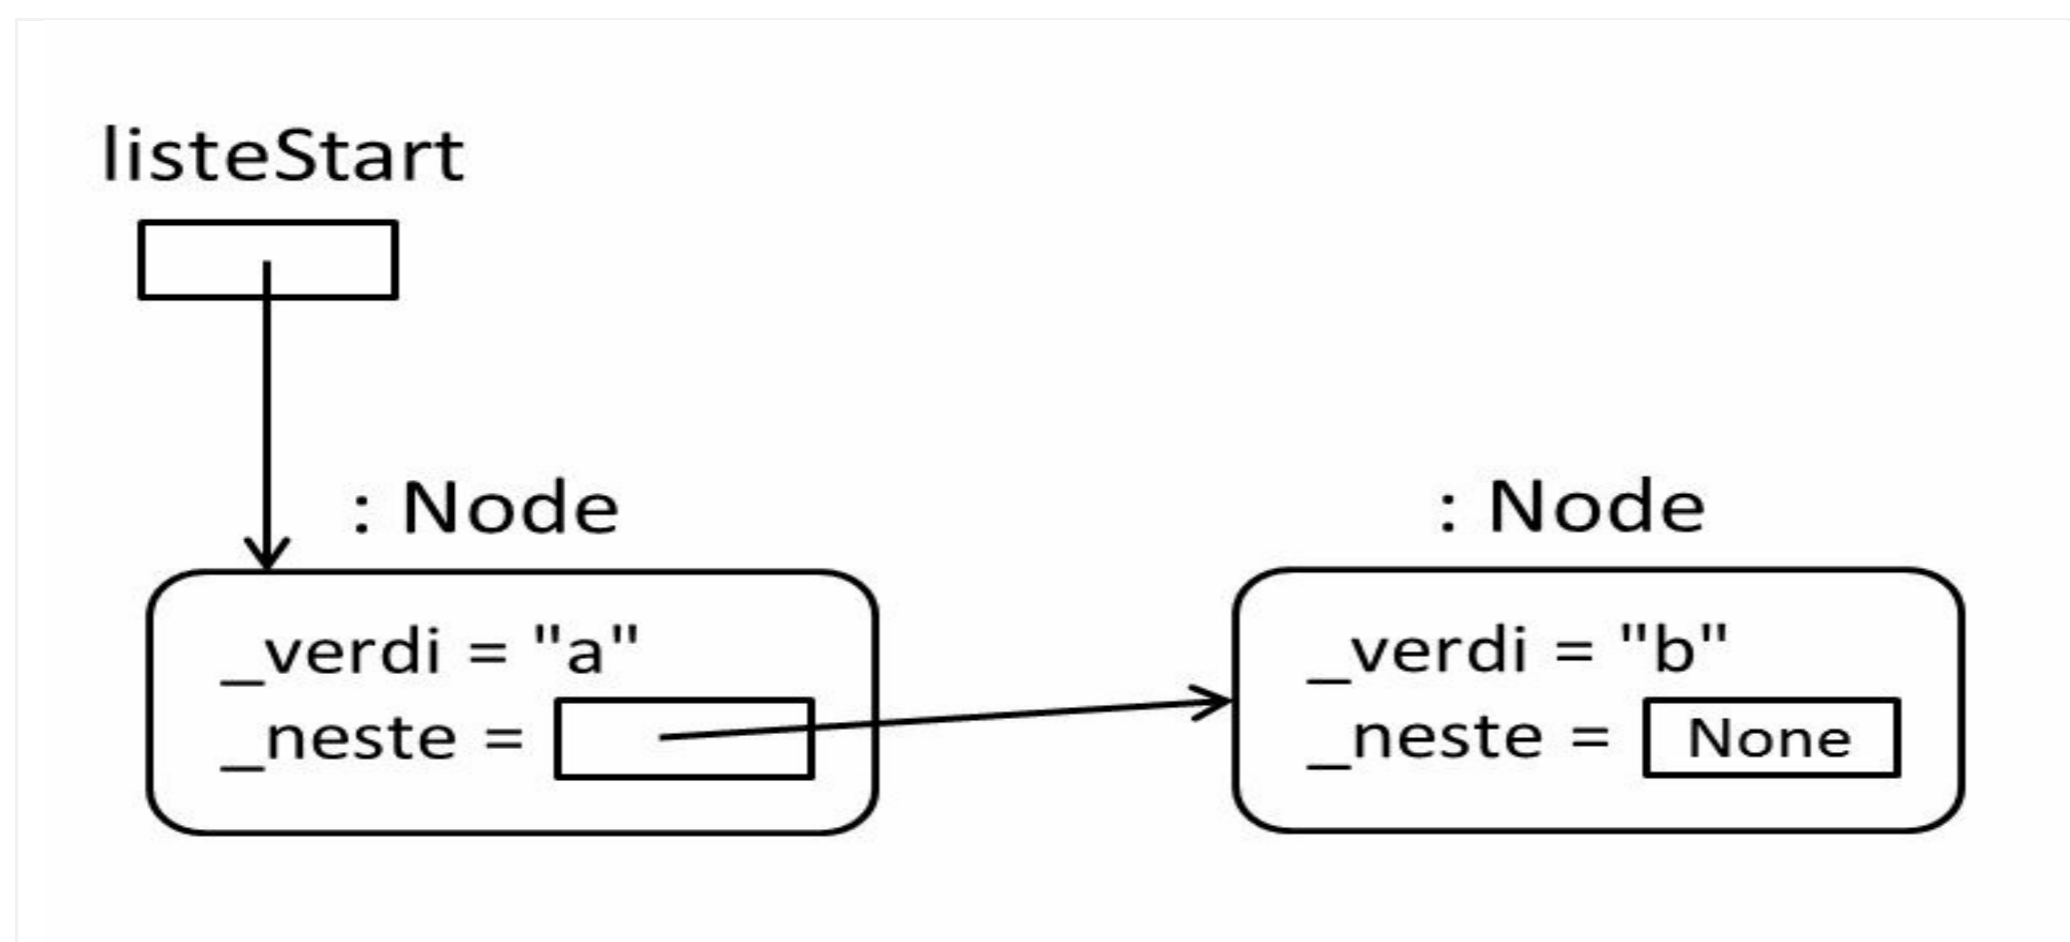 listeStart
: Node
_verdi = "a"
_neste =
: Node
_verdi = "b"
_neste = None